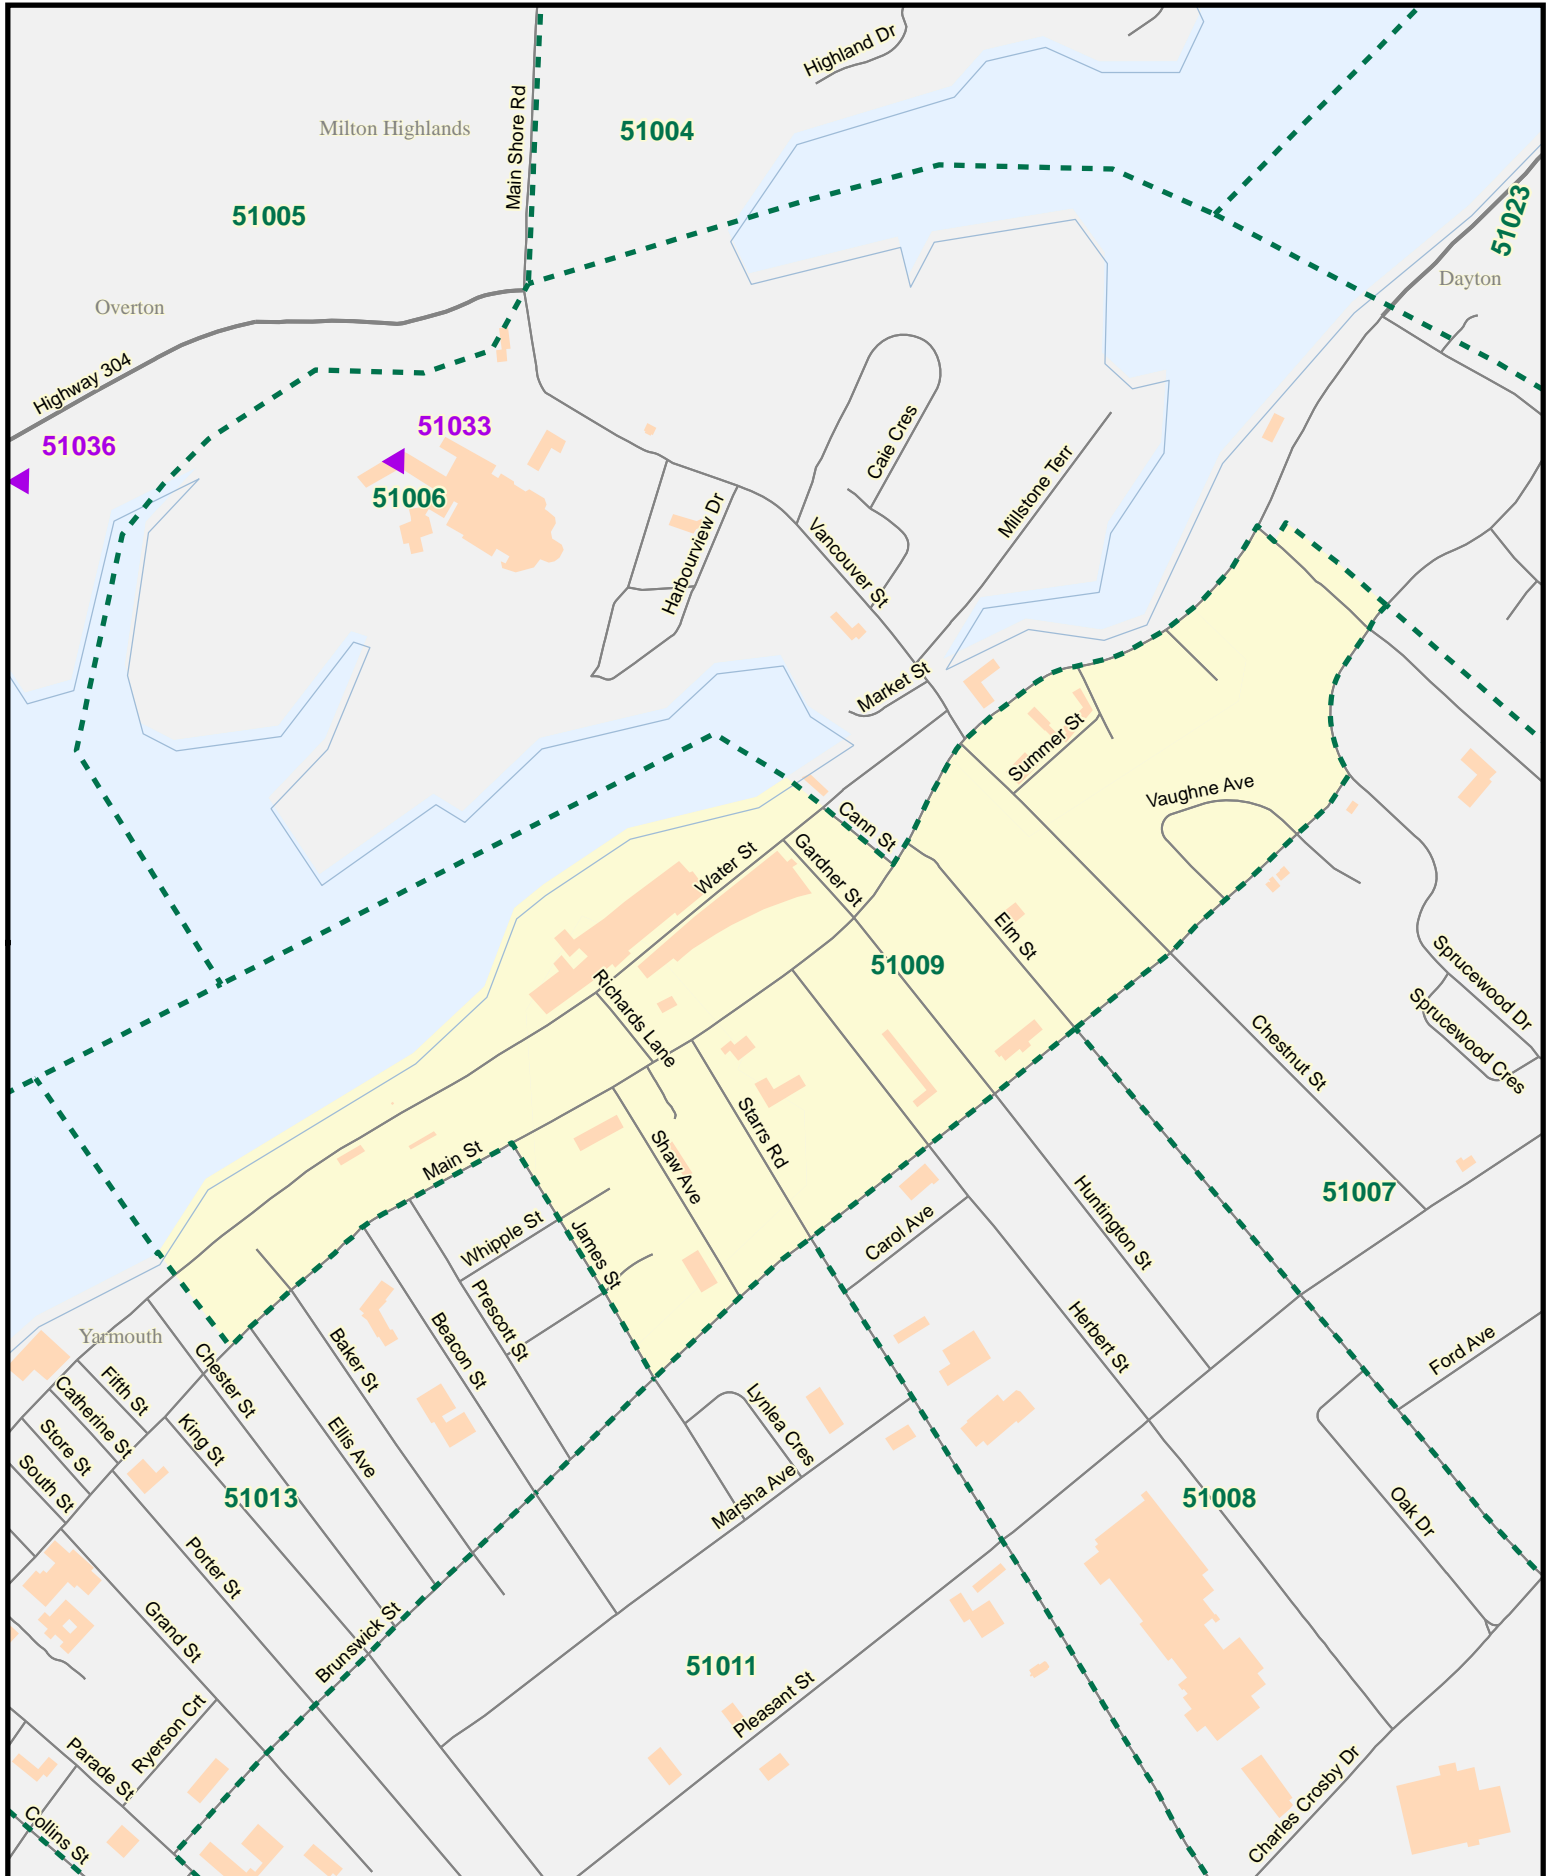 Highland Dr
Main Shore Rd
Milton Highlands
51004
51005
51023
Dayton
Overton
Highway 304
51033
51036
51006
Caie Cres
Millstone Terr
Harbourview Dr
Vancouver St
Market St
Summer St
Vaughne Ave
Cann St
Gardner St
Water St
Elm St
51009
Sprucewood Dr
Richards Lane
Sprucewood Cres
Chestnut St
Starrs Rd
Main St
Shaw Ave
51007
Huntington St
Whipple St
James St
Carol Ave
Prescott St
Yarmouth
Beacon St
Baker St
Herbert St
Chester St
Ford Ave
Fifth St
Catherine St
Lynlea Cres
Ellis Ave
King St
Store St
South St
51013
Marsha Ave
51008
Oak Dr
Porter St
Grand St
Brunswick St
51011
Pleasant St
Ryerson Crt
Parade St
Charles Crosby Dr
Collins St